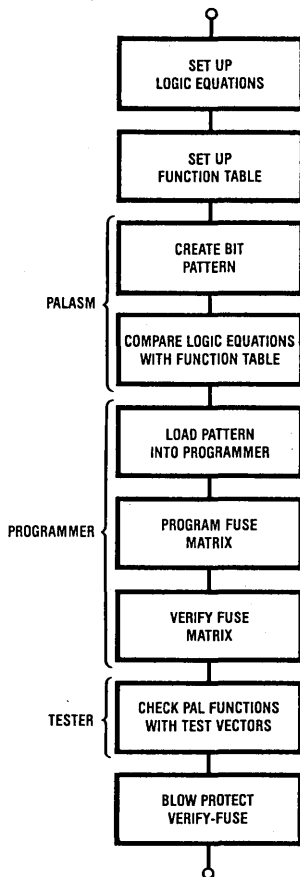 SET UP
LOGIC EQUATIONS
SET UP
FUNCTION TABLE
PALASM
CREATE BIT
PATTERN
COMPARE LOGIC EQUATIONS
WITH FUNCTION TABLE
PROGRAMMER
LOAD PATTERN
INTO PROGRAMMER
PROGRAM FUSE
MATRIX
VERIFY FUSE
MATRIX
TESTER
CHECK PAL FUNCTIONS
WITH TEST VECTORS
BLOW PROTECT
VERIFY-FUSE